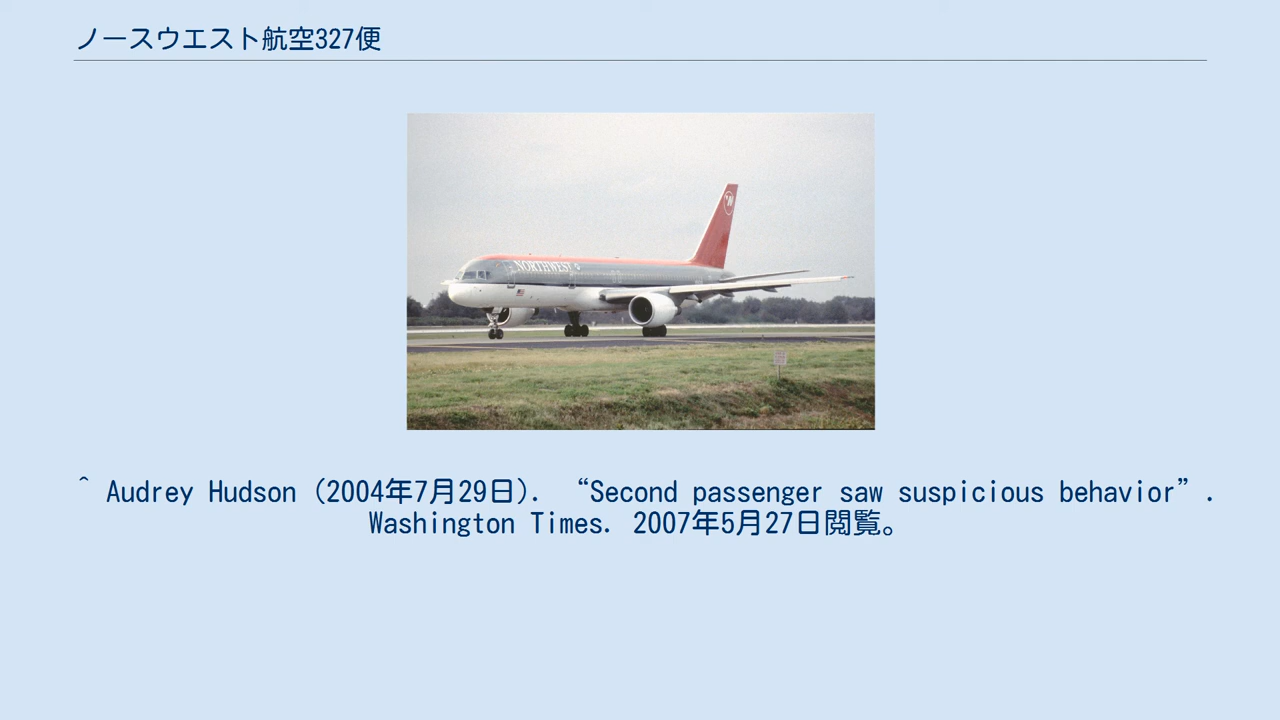 ノースウエスト航空327便
NORTHWEST
^ Audrey Hudson (2004年7月29日). “Second passenger saw suspicious behavior”.
Washington Times. 2007年5月27日閲覧。